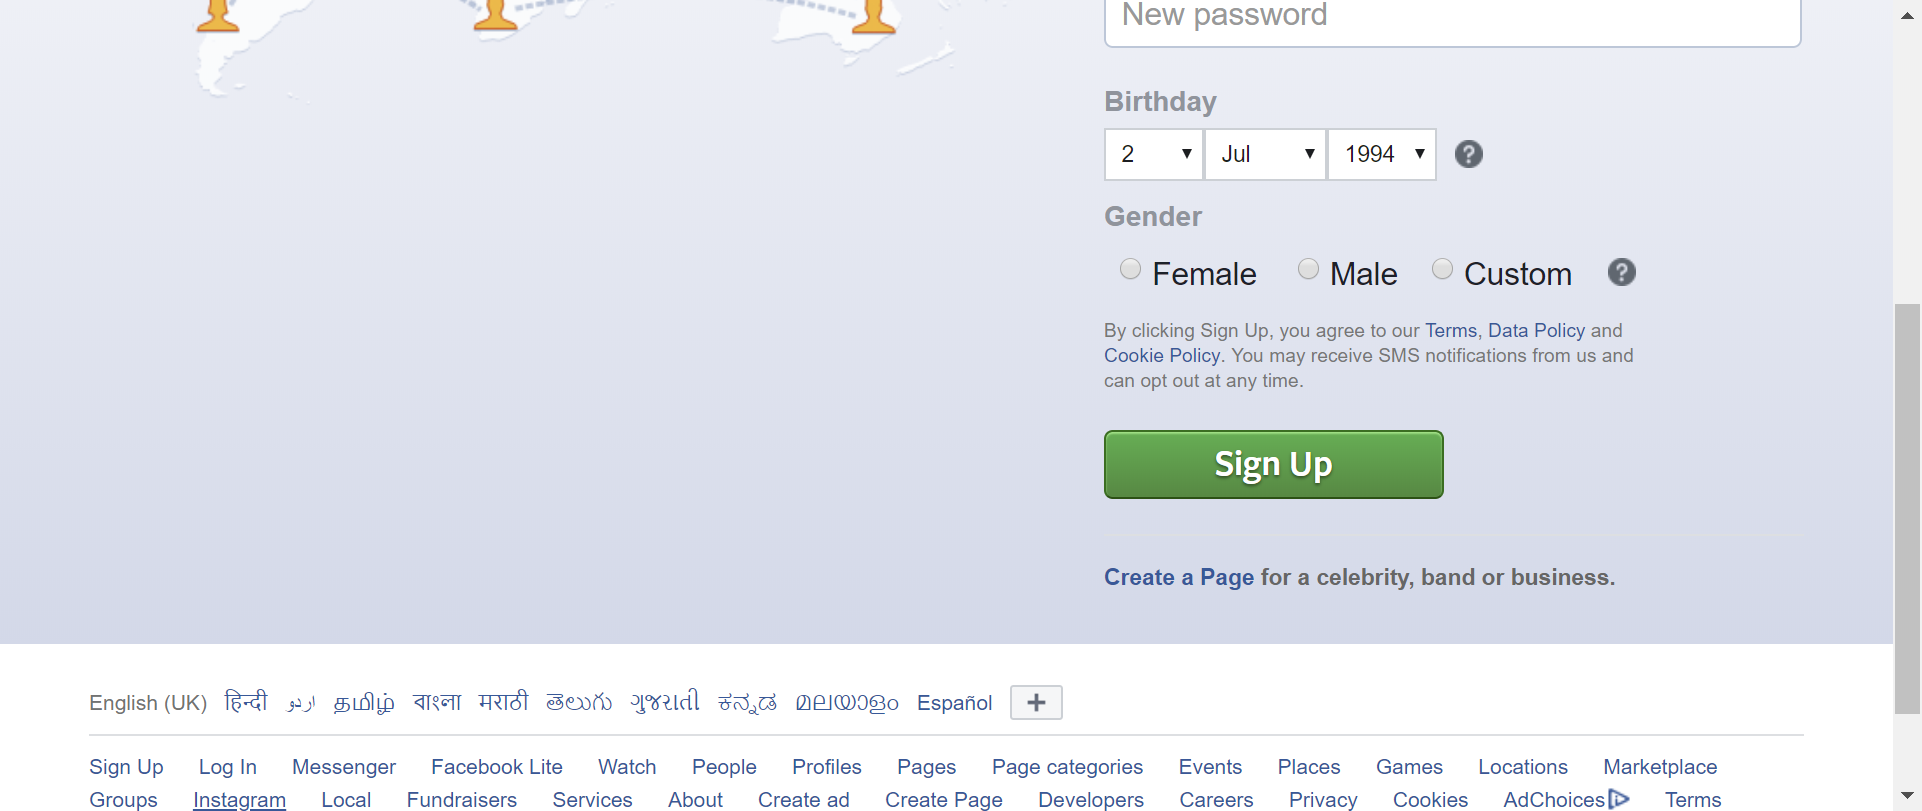 New password
Birthday
2 Jul 1994
Gender
Female Male Custom
By clicking Sign Up, you agree to our Terms, Data Policy and
Cookie Policy. You may receive SMS notifications from us and
can opt out at any time.
Sign Up
Create a Page for a celebrity, band or business.
English (UK) हिन्दी اردو தமிழ் বাংলা मराठी తెలుగు ગુજરાતી ಕನ್ನಡ മലയാളം Español
Sign Up Log In Messenger Facebook Lite Watch People Profiles Pages Page categories Events Places Games Locations Marketplace
Groups Instagram Local Fundraisers Services About Create ad Create Page Developers Careers Privacy Cookies AdChoices Terms